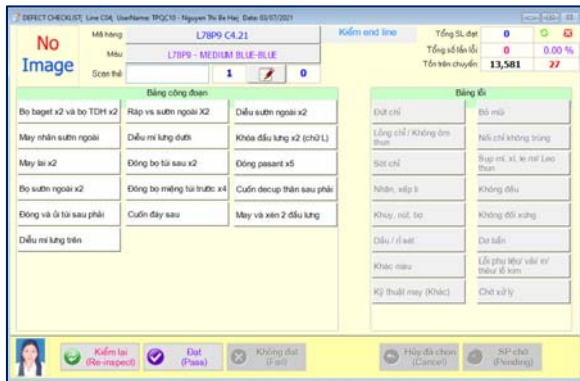 DEFECT CHECKLIST; Line C04; UserName: TPQC10 - Nguyen Thi Be Hai; Date: 03/07/2021
No Image
Mã hàng L78P9 C4.21
Màu L78P9 - MEDIUM BLUE-BLUE
Scan thẻ 1 0
Kiểm end line
Tổng SL đạt 0
Tổng số lần lỗi 0 0.00 %
Tồn trên chuyền 13,581 27
Bảng công đoạn
Bọ baget x2 và bọ TDH x2 Ráp vs sườn ngoài X2 Diễu sườn ngoài x2
May nhãn sườn ngoài Diễu mí lưng dưới Khóa đầu lưng x2 (chữ L)
May lai x2 Đóng bọ túi sau x2 Đóng pasant x5
Bọ sườn ngoài x2 Đóng bọ miệng túi trước x4 Cuốn decup thân sau phải
Đóng và ủi túi sau phải Cuốn đáy sau May và xén 2 đầu lưng
Diễu mí lưng trên
Bảng lỗi
Đứt chỉ Bỏ mũi
Lỏng chỉ / Không ôm thun Nối chỉ không trùng
Sót chỉ Sụp mí, xì, le mí/ Leo thun
Nhăn, xếp li Không đều
Khuy, nút, bọ Không đối xứng
Dầu / rỉ sét Dơ bẩn
Khác màu Lỗi phụ liệu/ vải/ in/ thêu/ lỗ kim
Kỹ thuật may (Khác) Chờ xử lý
Kiểm lại (Re-inspect)
Đạt (Pass)
Không đạt (Fail)
Hủy đã chọn (Cancel)
SP chờ (Pending)